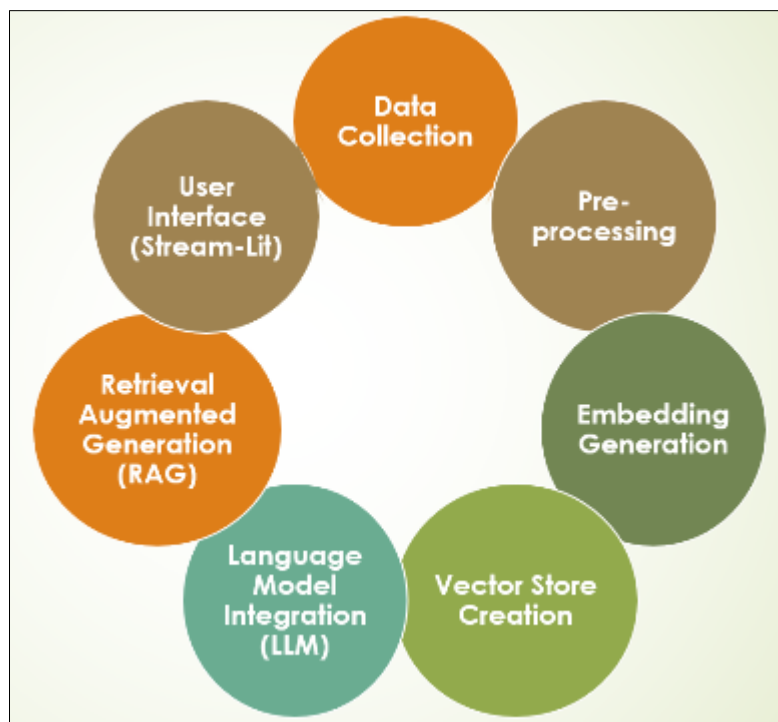 Data
Collection
Pre-
processing
Embedding
Generation
Vector Store
Creation
Language
Model
Integration
(LLM)
Retrieval
Augmented
Generation
(RAG)
User
Interface
(Stream-Lit)